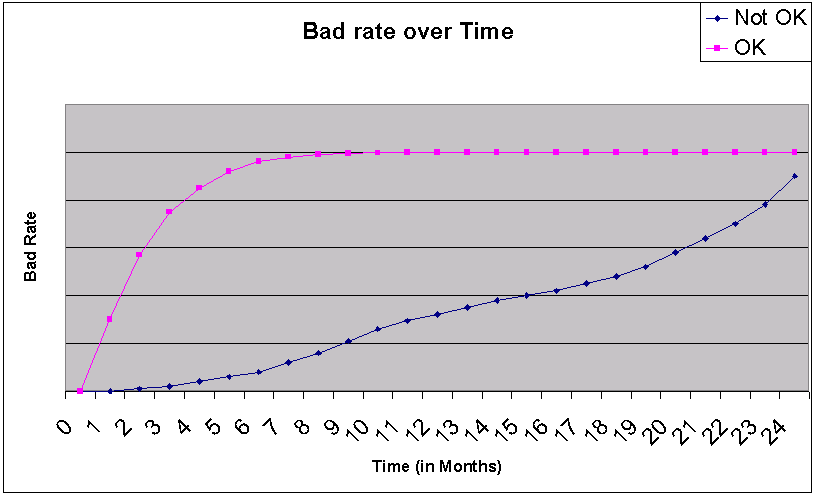 Bad rate over Time
Not OK
OK
Bad Rate
0 1 2 3 4 5 6 7 8 9 10 11 12 13 14 15 16 17 18 19 20 21 22 23 24
Time (in Months)